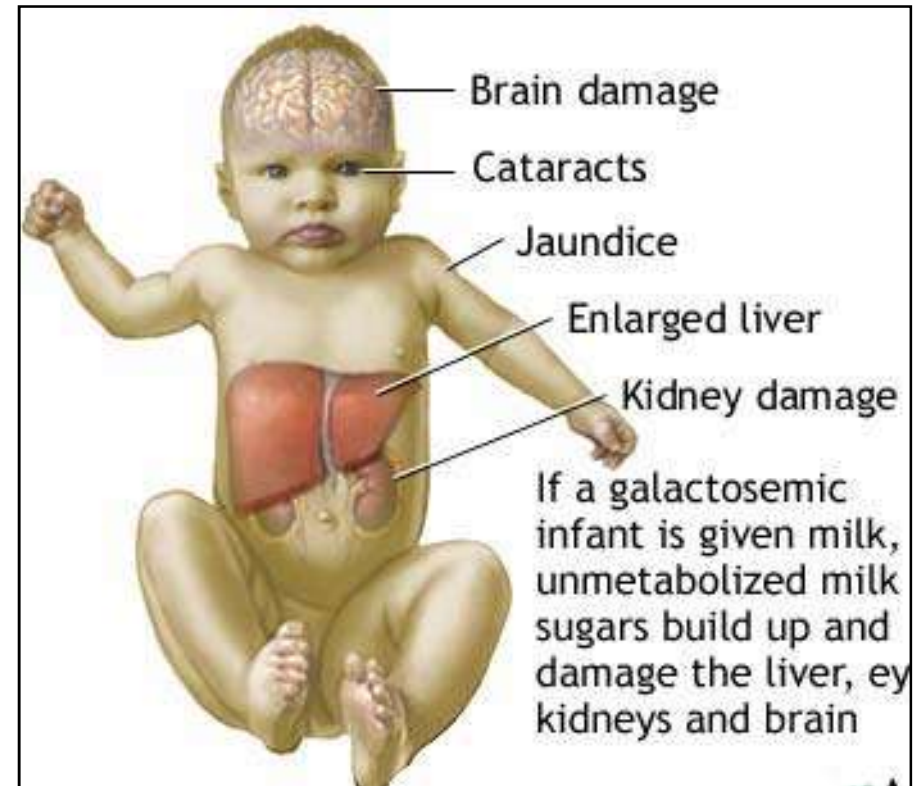 Brain damage
Cataracts
Jaundice
Enlarged liver
Kidney damage
If a galactosemic
infant is given milk,
unmetabolized milk
sugars build up and
damage the liver, ey
kidneys and brain